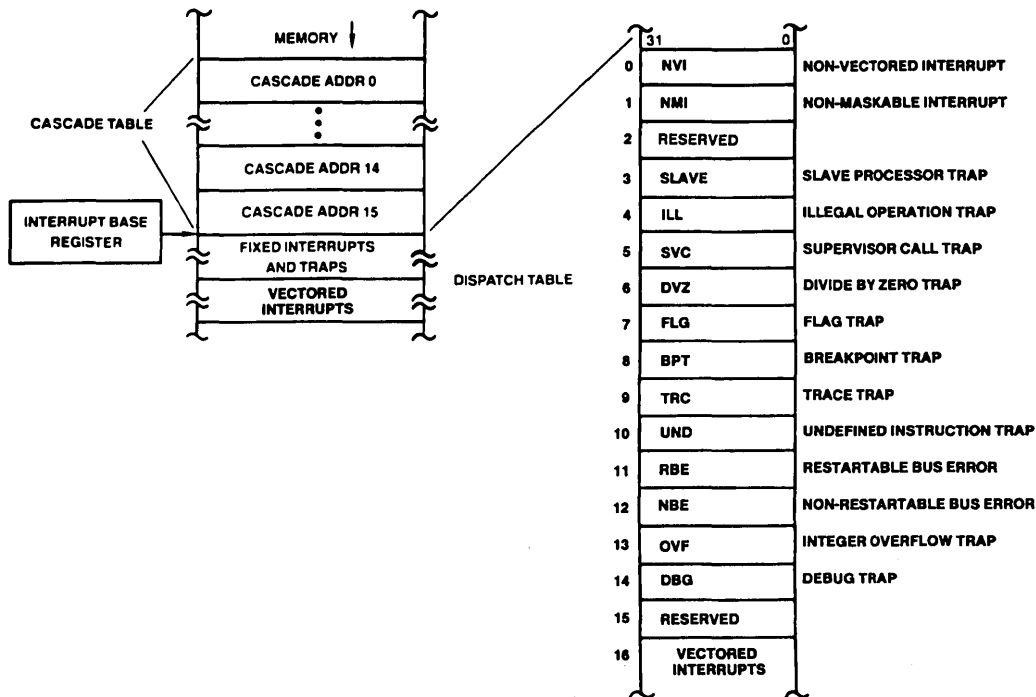 MEMORY
CASCADE ADDR 0
CASCADE TABLE
CASCADE ADDR 14
CASCADE ADDR 15
INTERRUPT BASE
REGISTER
FIXED INTERRUPTS
AND TRAPS
VECTORED
INTERRUPTS
DISPATCH TABLE
31 0
0 NVI NON-VECTORED INTERRUPT
1 NMI NON-MASKABLE INTERRUPT
2 RESERVED
3 SLAVE SLAVE PROCESSOR TRAP
4 ILL ILLEGAL OPERATION TRAP
5 SVC SUPERVISOR CALL TRAP
6 DVZ DIVIDE BY ZERO TRAP
7 FLG FLAG TRAP
8 BPT BREAKPOINT TRAP
9 TRC TRACE TRAP
10 UND UNDEFINED INSTRUCTION TRAP
11 RBE RESTARTABLE BUS ERROR
12 NBE NON-RESTARTABLE BUS ERROR
13 OVF INTEGER OVERFLOW TRAP
14 DBG DEBUG TRAP
15 RESERVED
16 VECTORED
INTERRUPTS